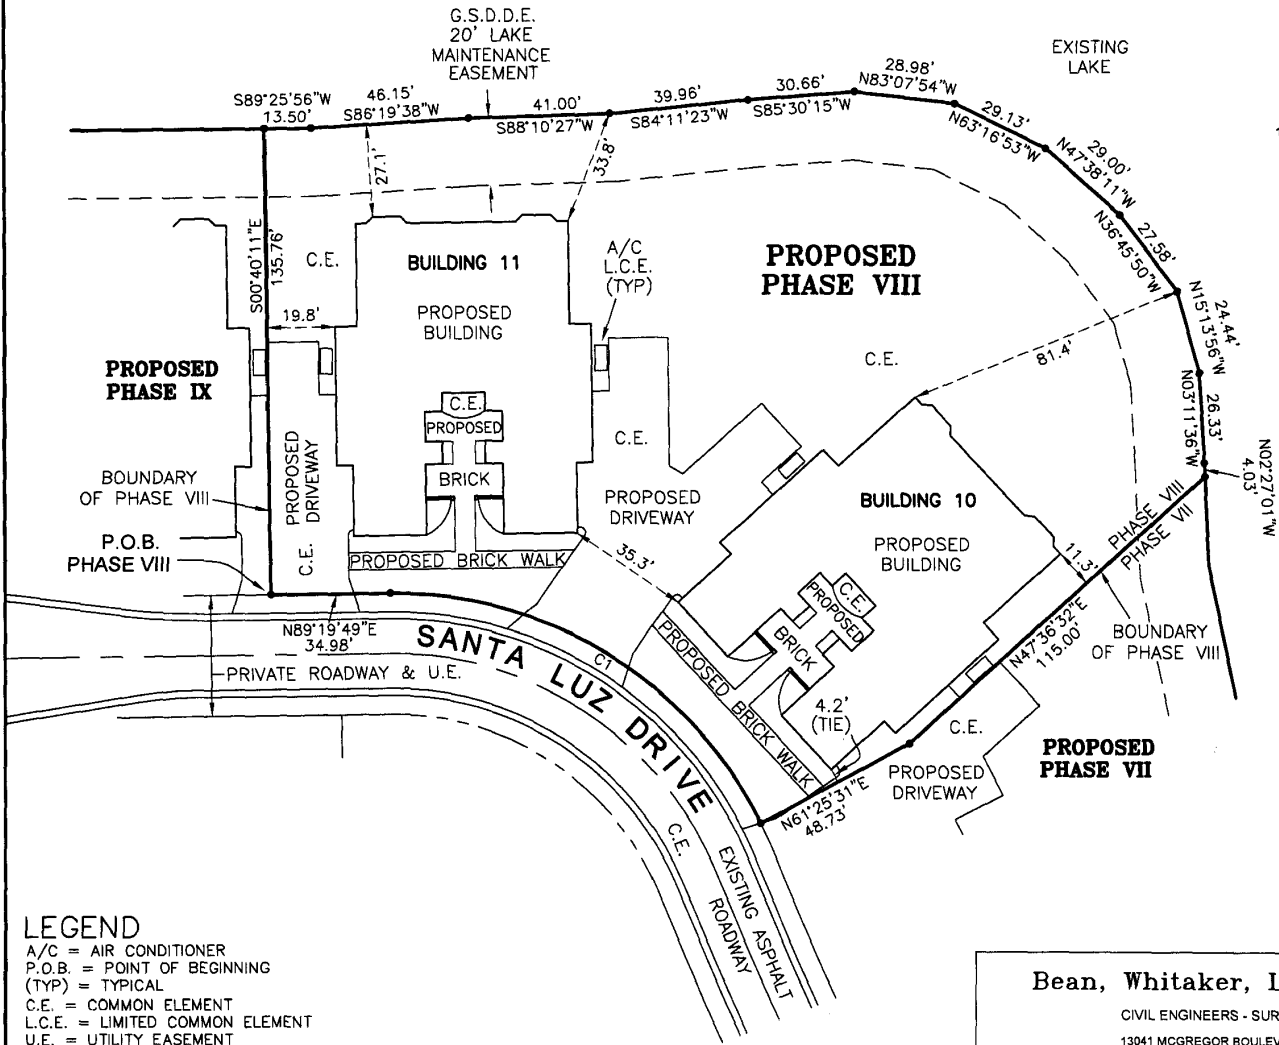 G.S.D.D.E.
20' LAKE
MAINTENANCE
EASEMENT
EXISTING
LAKE
S89°25'56"W
13.50'
46.15'
S86°19'38"W
41.00'
S88°10'27"W
39.96'
S84°11'23"W
30.66'
S85°30'15"W
28.98'
N83°07'54"W
29.13'
N63°16'53"W
29.00'
N47°38'11"W
27.58'
N36°45'50"W
24.44'
N15°13'56"W
26.33'
N03°11'36"W
N02°27'01"W
4.03'
27.1'
33.8'
S00°40'11"E
135.76'
C.E.
BUILDING 11
PROPOSED
BUILDING
A/C
L.C.E.
(TYP)
PROPOSED
PHASE VIII
19.8'
81.4'
C.E.
PROPOSED
PHASE IX
C.E.
PROPOSED
BRICK
C.E.
PROPOSED
DRIVEWAY
C.E.
BOUNDARY
OF PHASE VIII
PROPOSED
DRIVEWAY
BUILDING 10
PROPOSED
BUILDING
P.O.B.
PHASE VIII
PROPOSED BRICK WALK
35.3'
11.3'
PHASE VIII
PHASE VII
C.E.
PROPOSED
BRICK
N89°19'49"E
34.98'
SANTA LUZ DRIVE
C1
PROPOSED BRICK WALK
N47°36'32"E
115.00'
BOUNDARY
OF PHASE VIII
PRIVATE ROADWAY & U.E.
4.2'
(TIE)
C.E.
PROPOSED
DRIVEWAY
PROPOSED
PHASE VII
N61°25'31"E
48.73'
C.E.
EXISTING ASPHALT
ROADWAY
LEGEND
A/C = AIR CONDITIONER
P.O.B. = POINT OF BEGINNING
(TYP) = TYPICAL
C.E. = COMMON ELEMENT
L.C.E. = LIMITED COMMON ELEMENT
U.E. = UTILITY EASEMENT
Bean, Whitaker, L
CIVIL ENGINEERS - SUR
13041 MCGREGOR BOULEV